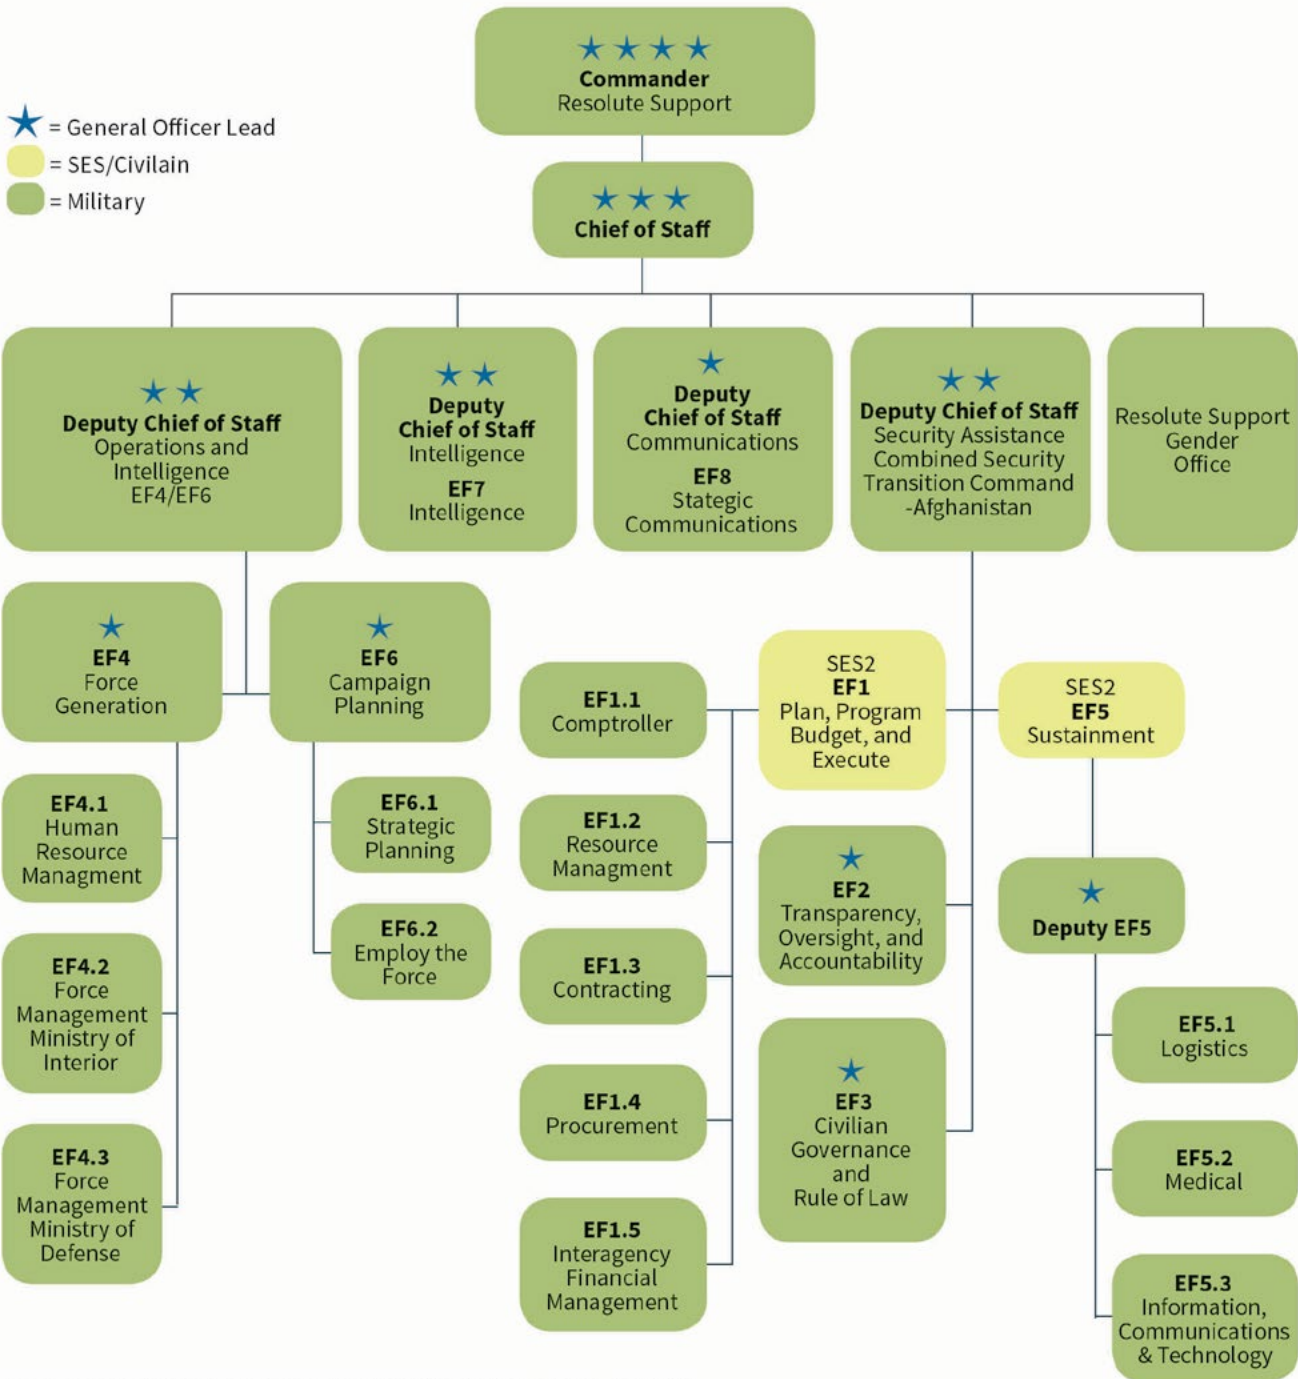 Commander
Resolute Support
= General Officer Lead
= SES/Civilain
= Military
Chief of Staff
Deputy Chief of Staff
Operations and
Intelligence
EF4/EF6
Deputy
Chief of Staff
Intelligence
EF7
Intelligence
Deputy
Chief of Staff
Communications
EF8
Stategic
Communications
Deputy Chief of Staff
Security Assistance
Combined Security
Transition Command
-Afghanistan
Resolute Support
Gender
Office
EF4
Force
Generation
EF6
Campaign
Planning
EF4.1
Human
Resource
Managment
EF4.2
Force
Management
Ministry of
Interior
EF4.3
Force
Management
Ministry of
Defense
EF6.1
Strategic
Planning
EF6.2
Employ the
Force
EF1.1
Comptroller
EF1.2
Resource
Managment
EF1.3
Contracting
EF1.4
Procurement
EF1.5
Interagency
Financial
Management
SES2
EF1
Plan, Program
Budget, and
Execute
EF2
Transparency,
Oversight, and
Accountability
EF3
Civilian
Governance
and
Rule of Law
SES2
EF5
Sustainment
Deputy EF5
EF5.1
Logistics
EF5.2
Medical
EF5.3
Information,
Communications
& Technology